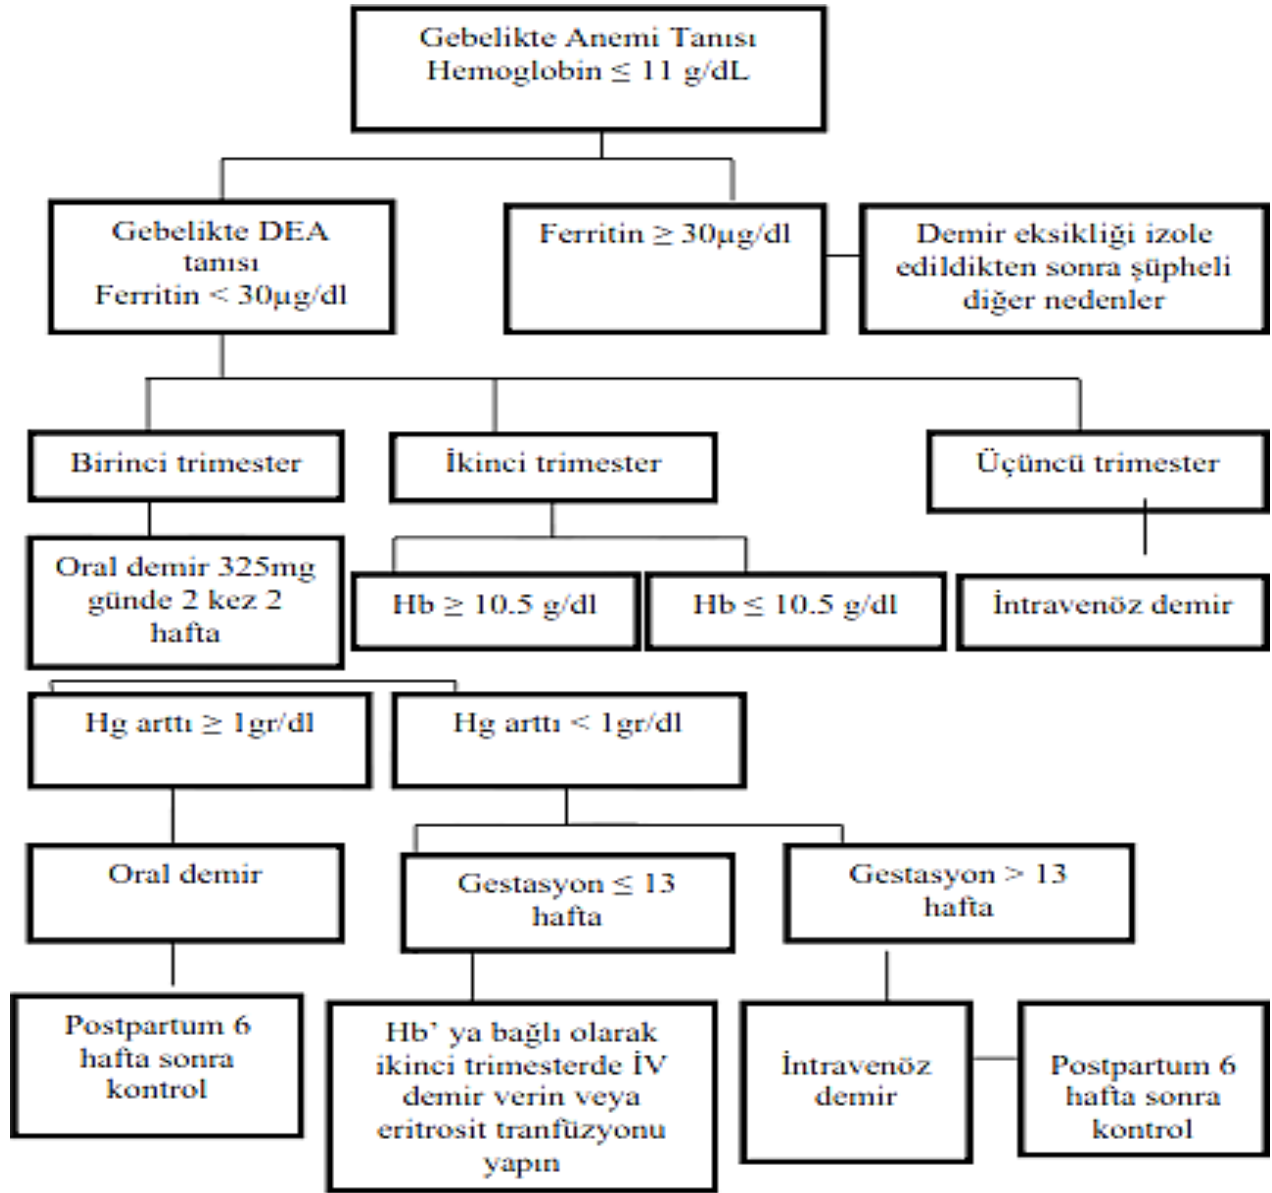 Gebelikte Anemi Tanısı
Hemoglobin ≤ 11 g/dL
Gebelikte DEA
tanısı
Ferritin < 30µg/dl
Ferritin ≥ 30µg/dl
Demir eksikliği izole
edildikten sonra şüpheli
diğer nedenler
Birinci trimester
İkinci trimester
Üçüncü trimester
Oral demir 325mg
günde 2 kez 2
hafta
Hb ≥ 10.5 g/dl
Hb ≤ 10.5 g/dl
İntravenöz demir
Hg arttı ≥ 1gr/dl
Hg arttı < 1gr/dl
Oral demir
Gestasyon ≤ 13
hafta
Gestasyon > 13
hafta
Postpartum 6
hafta sonra
kontrol
Hb’ ya bağlı olarak
ikinci trimesterde İV
demir verin veya
eritrosit tranfüzyonu
yapın
İntravenöz
demir
Postpartum 6
hafta sonra
kontrol